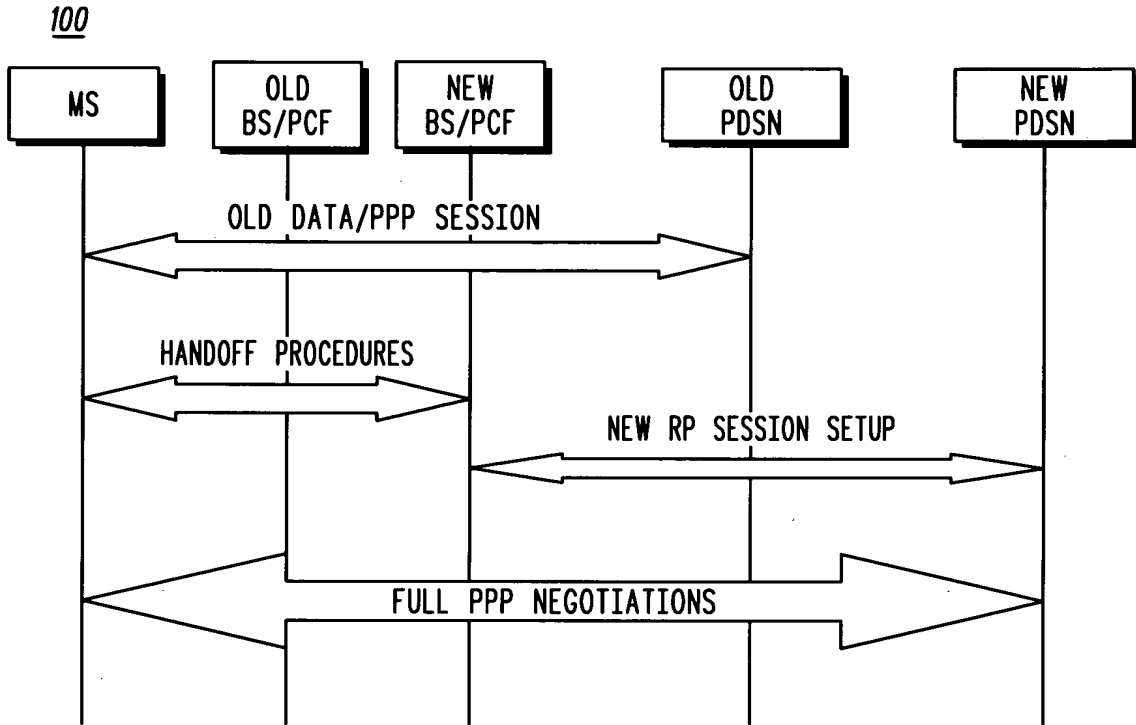 100
MS
OLD
BS/PCF
NEW
BS/PCF
OLD
PDSN
NEW
PDSN
OLD DATA/PPP SESSION
HANDOFF PROCEDURES
NEW RP SESSION SETUP
FULL PPP NEGOTIATIONS